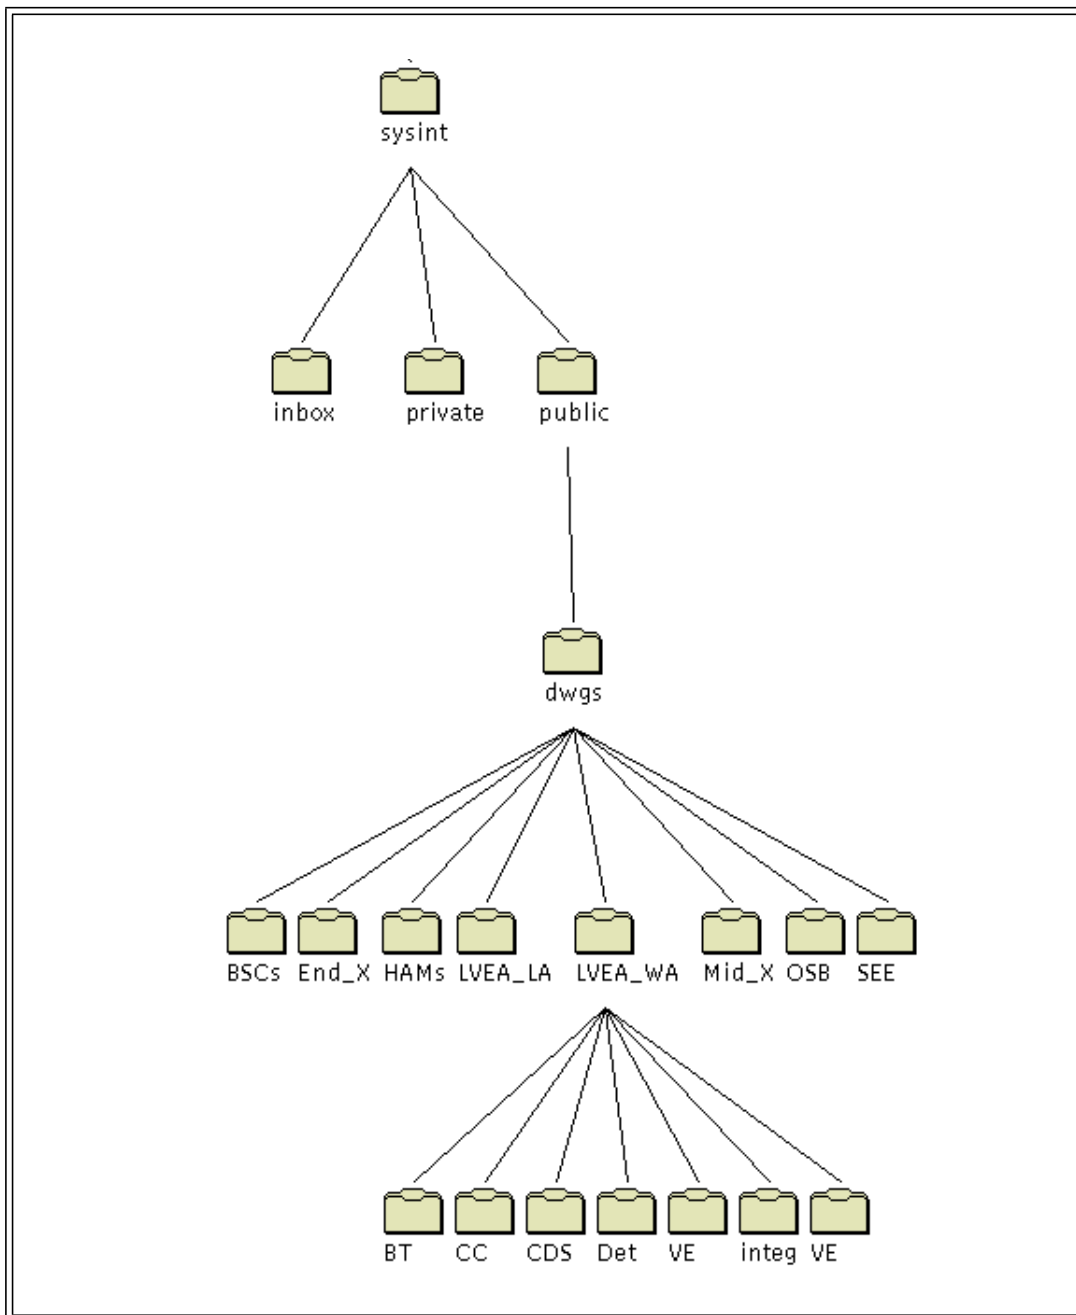 sysint
inbox private public
dwgs
BSCs End_X HAMs LVEA_LA LVEA_WA Mid_X OSB SEE
BT CC CDS Det VE integ VE